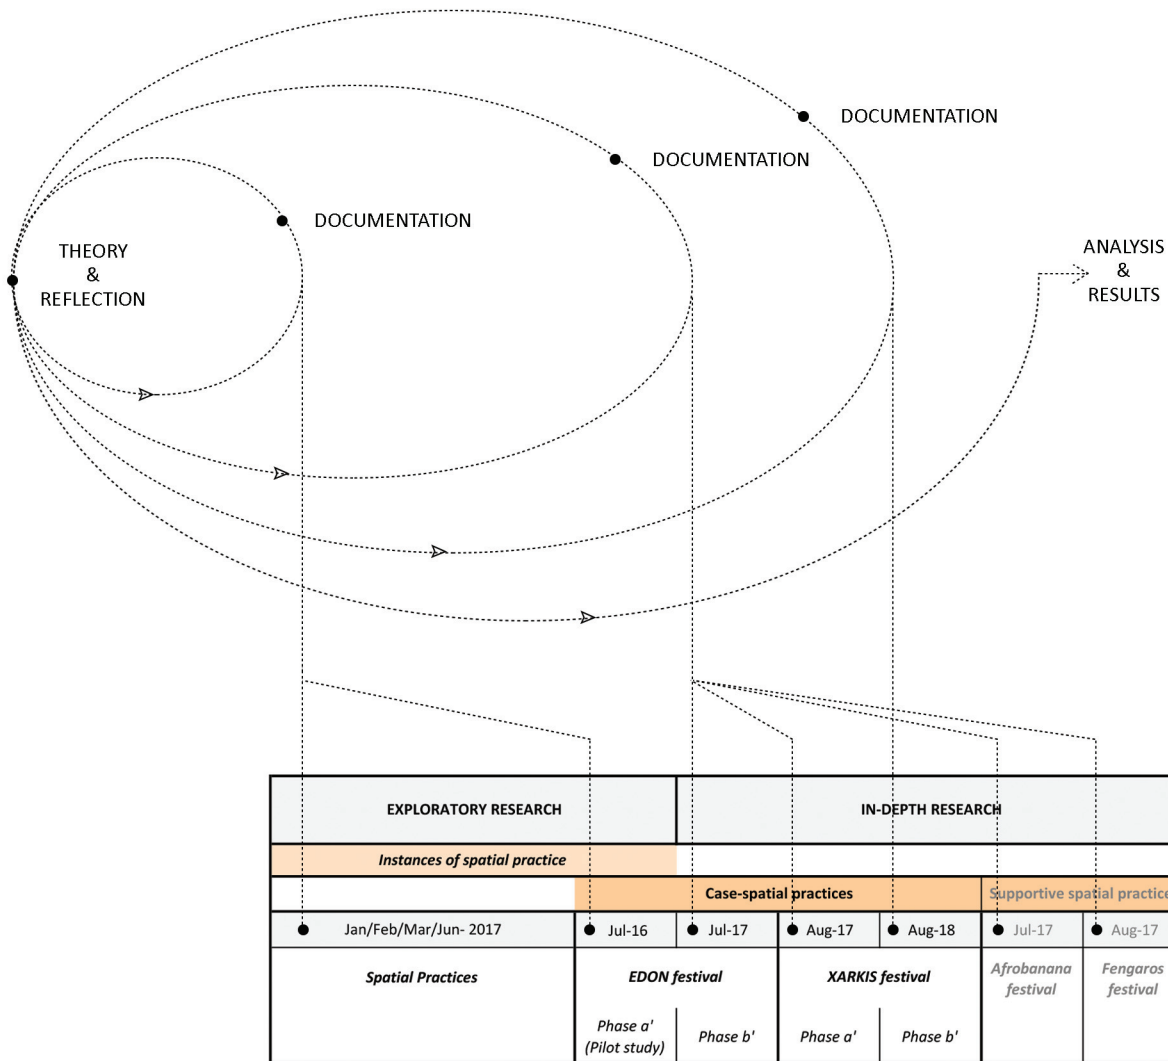 DOCUMENTATION
DOCUMENTATION
DOCUMENTATION
THEORY
&
REFLECTION
ANALYSIS
&
RESULTS
EXPLORATORY RESEARCH
IN-DEPTH RESEARCH
Instances of spatial practice
Case-spatial practices
Supportive spatial practice
Jan/Feb/Mar/Jun- 2017
Jul-16
Jul-17
Aug-17
Aug-18
Jul-17
Aug-17
Spatial Practices
EDON festival
XARKIS festival
Afrobanana
festival
Fengaros
festival
Phase a'
(Pilot study)
Phase b'
Phase a'
Phase b'